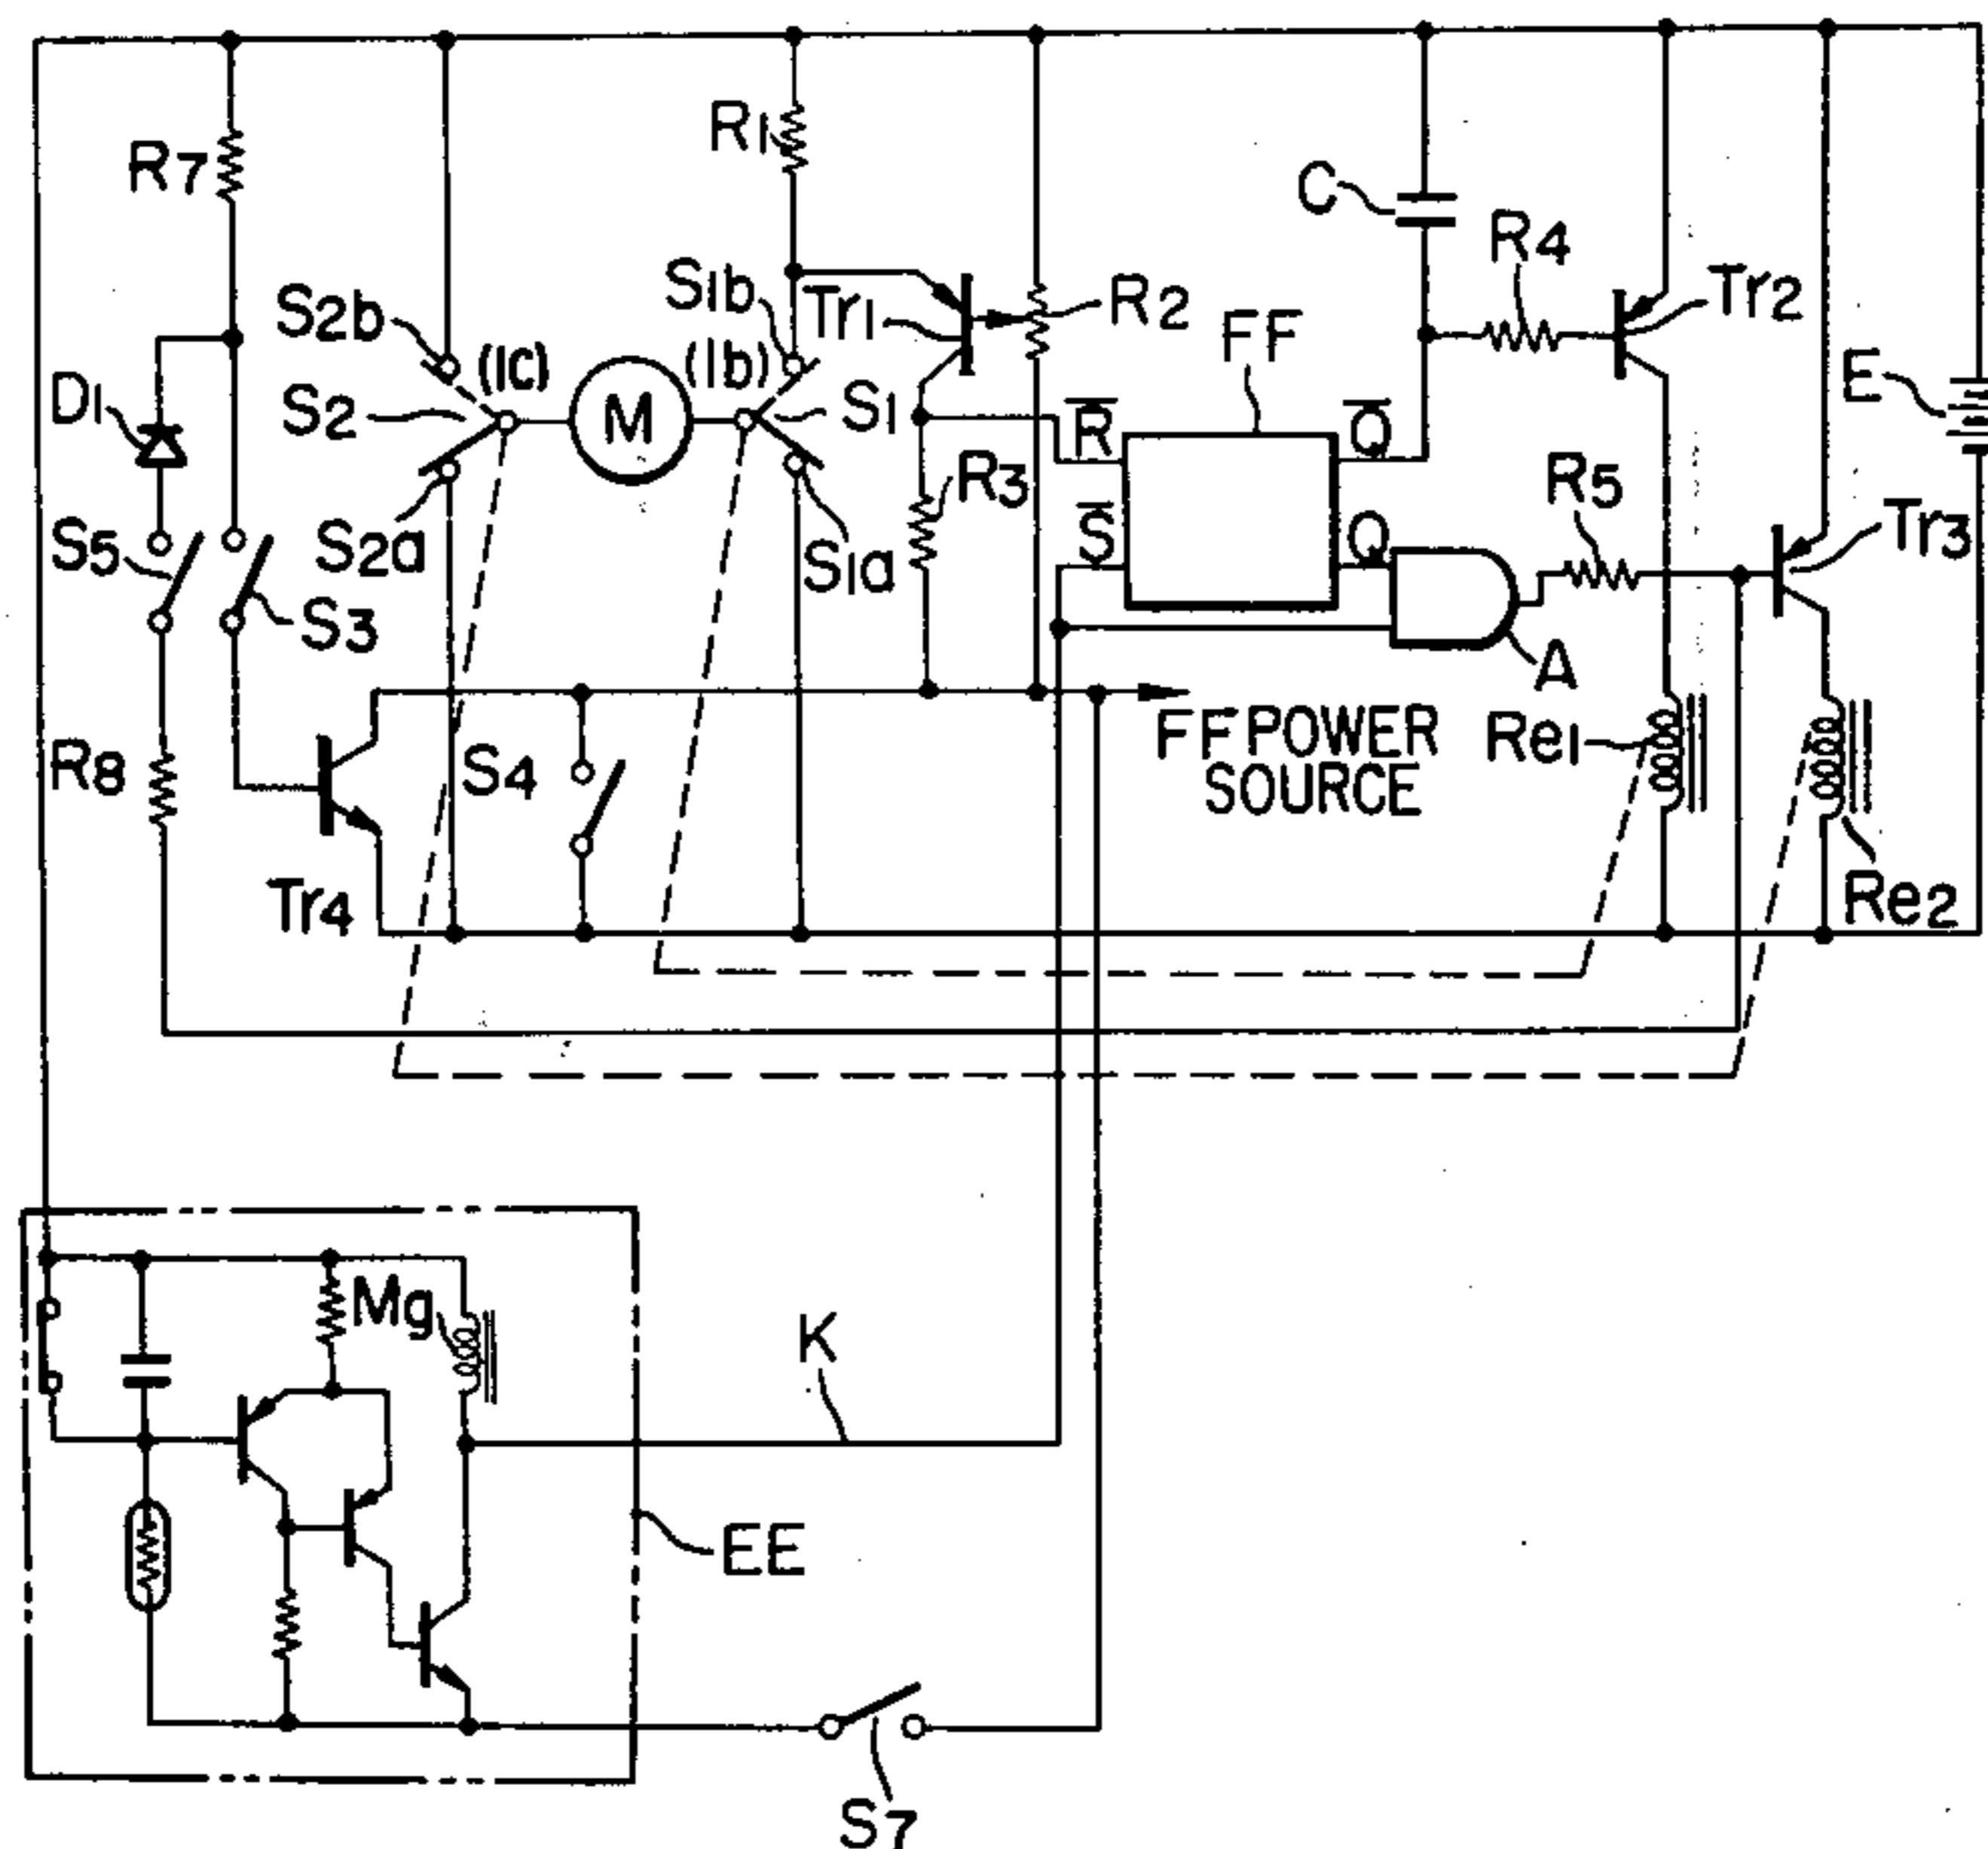 R1
R7
C
R4
S2b
S1b
Tr1
R2
Tr2
FF
(1c)
(1b)
E
D1
S2
M
S1
R̅
Q̅
R3
R5
S5
S2a
S1a
S̅
Q
Tr3
S3
A
R8
S4
FF POWER
SOURCE
Re1
Tr4
Re2
Mg
K
EE
S7